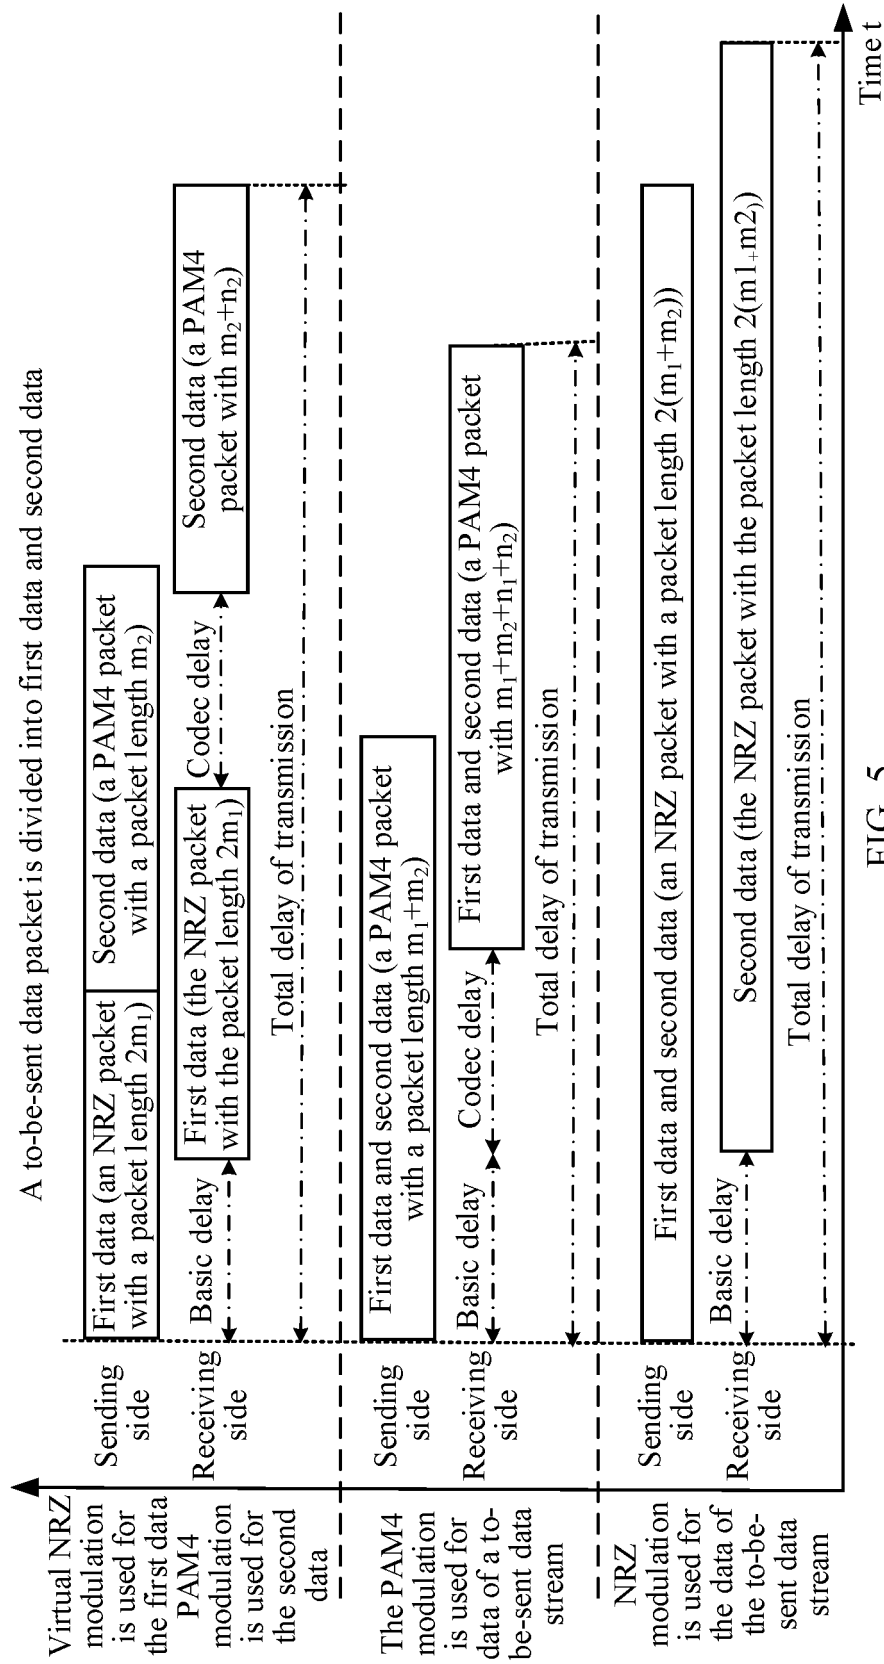 A to-be-sent data packet is divided into first data and second data
Virtual NRZ
modulation
is used for
the first data
PAM4
modulation
is used for
the second
data
Sending
side
First data (an NRZ packet
with a packet length 2m₁)
Second data (a PAM4 packet
with a packet length m₂)
Receiving
side
Basic delay
First data (the NRZ packet
with the packet length 2m₁)
Codec delay
Second data (a PAM4
packet with m₂+n₂)
Total delay of transmission
The PAM4
modulation
is used for
data of a to-
be-sent data
stream
Sending
side
First data and second data (a PAM4 packet
with a packet length m₁+m₂)
Receiving
side
Basic delay
Codec delay
First data and second data (a PAM4 packet
with m₁+m₂+n₁+n₂)
Total delay of transmission
NRZ
modulation
is used for
the data of
the to-be-
sent data
stream
Sending
side
First data and second data (an NRZ packet with a packet length 2(m₁+m₂))
Receiving
side
Basic delay
Second data (the NRZ packet with the packet length 2(m1+m2))
Total delay of transmission
Time t
FIG. 5